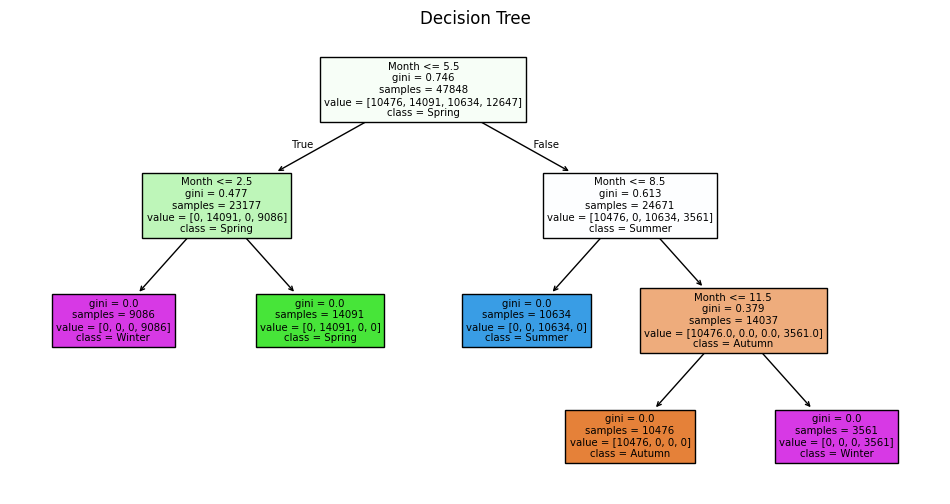 Decision Tree
Month <= 5.5
gini = 0.746
samples = 47848
value = [10476, 14091, 10634, 12647]
class = Spring
True
False
Month <= 2.5
gini = 0.477
samples = 23177
value = [0, 14091, 0, 9086]
class = Spring
Month <= 8.5
gini = 0.613
samples = 24671
value = [10476, 0, 10634, 3561]
class = Summer
gini = 0.0
samples = 9086
value = [0, 0, 0, 9086]
class = Winter
gini = 0.0
samples = 14091
value = [0, 14091, 0, 0]
class = Spring
gini = 0.0
samples = 10634
value = [0, 0, 10634, 0]
class = Summer
Month <= 11.5
gini = 0.379
samples = 14037
value = [10476.0, 0.0, 0.0, 3561.0]
class = Autumn
gini = 0.0
samples = 10476
value = [10476, 0, 0, 0]
class = Autumn
gini = 0.0
samples = 3561
value = [0, 0, 0, 3561]
class = Winter